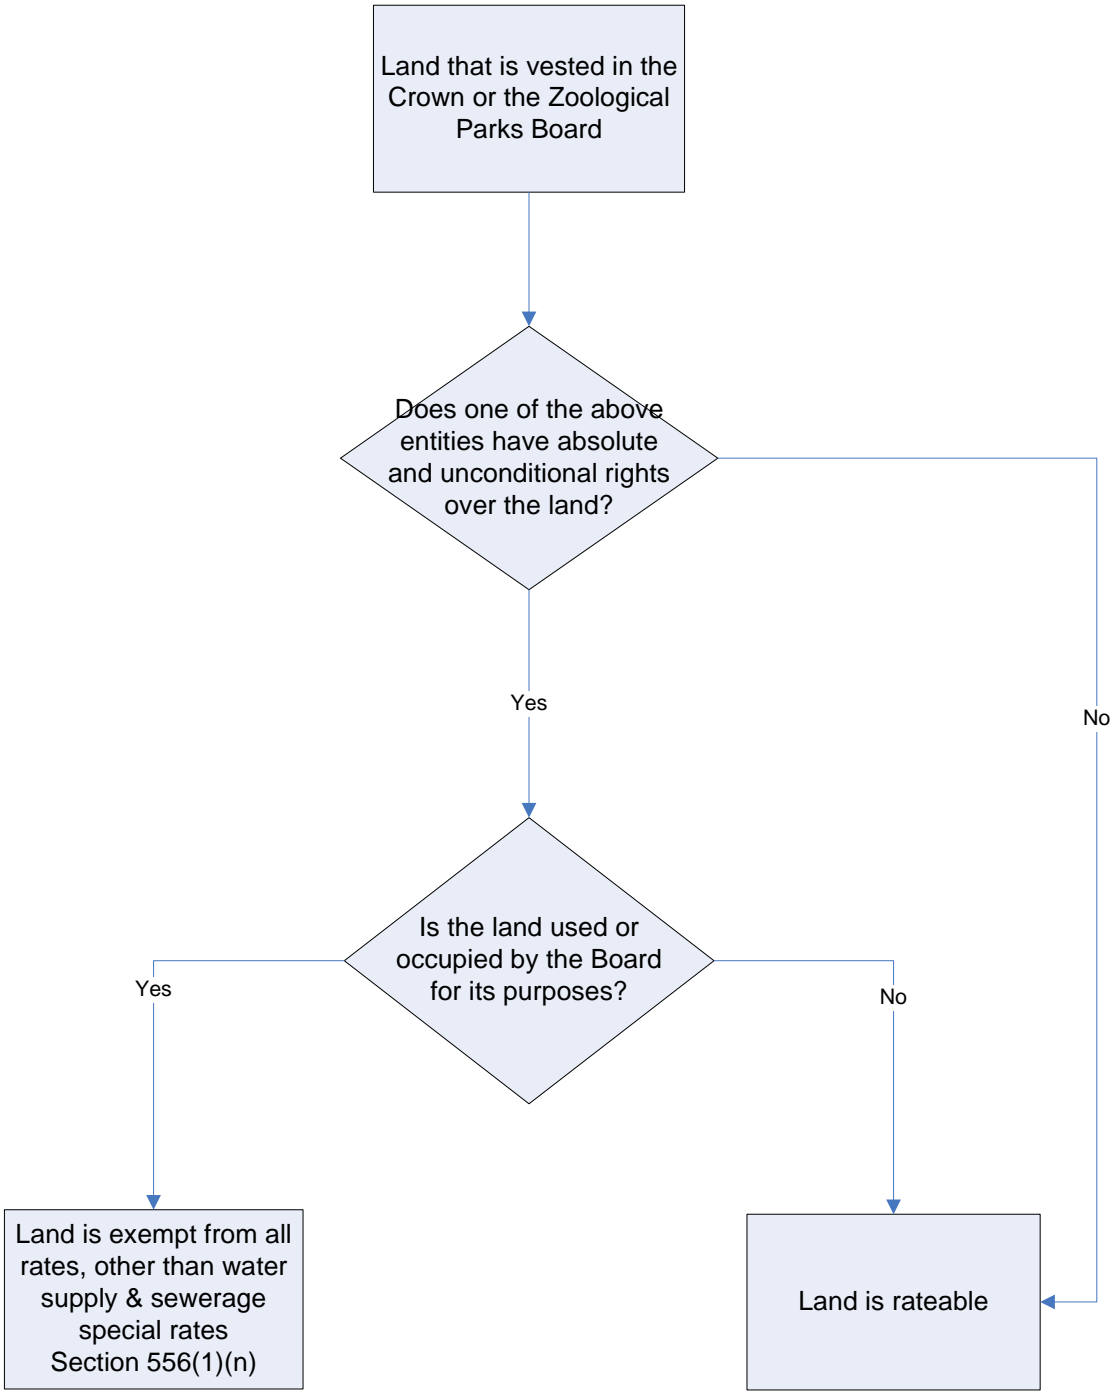 Land that is vested in the
Crown or the Zoological
Parks Board
Does one of the above
entities have absolute
and unconditional rights
over the land?
Yes
No
Is the land used or
occupied by the Board
for its purposes?
Yes
No
Land is exempt from all
rates, other than water
supply & sewerage
special rates
Section 556(1)(n)
Land is rateable